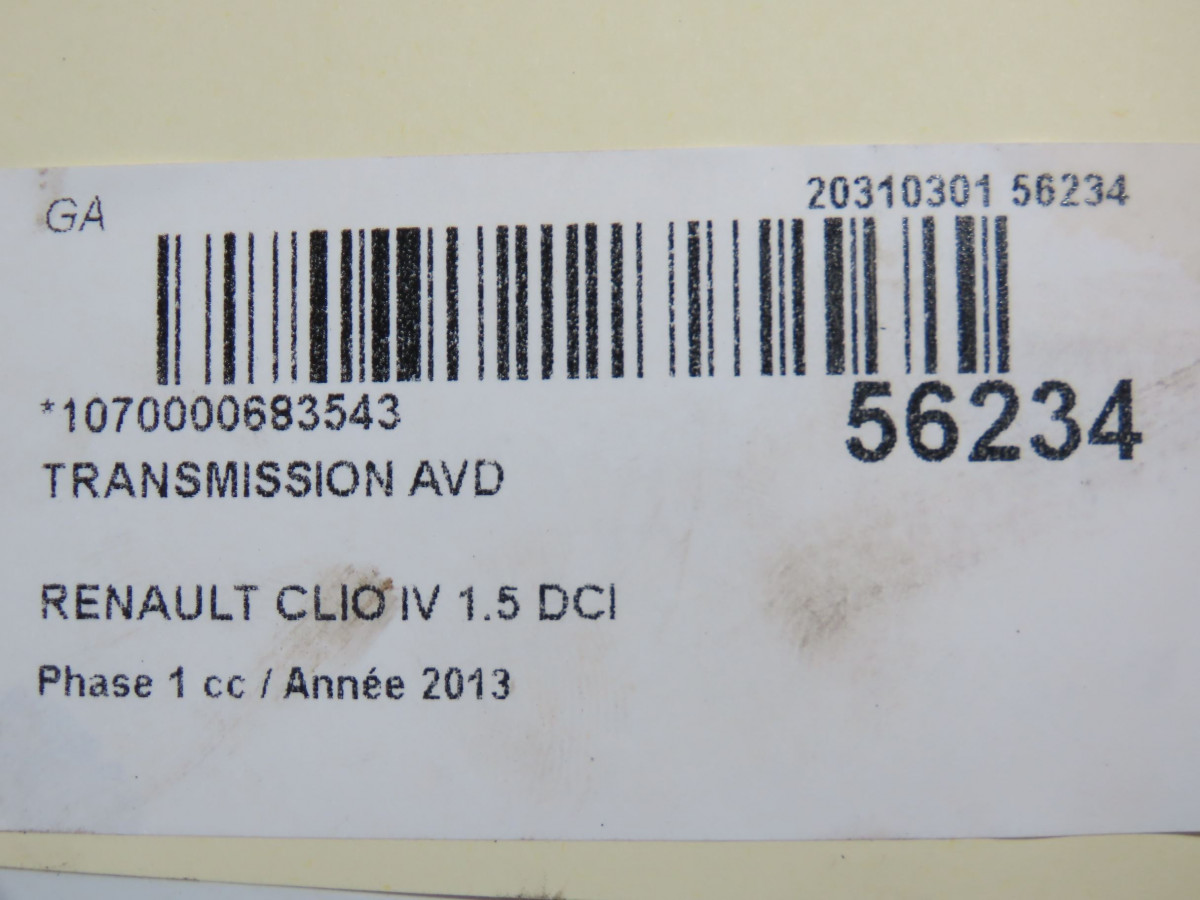 GA
20310301 56234
*1070000683543
56234
TRANSMISSION AVD
RENAULT CLIO IV 1.5 DCI
Phase 1 cc / Année 2013